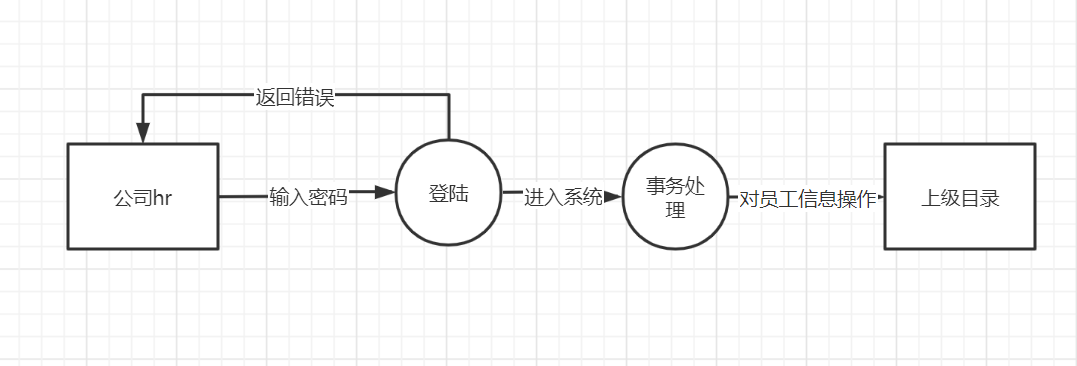 返回错误
公司hr
输入密码
登陆
进入系统
事务处
理
对员工信息操作
上级目录